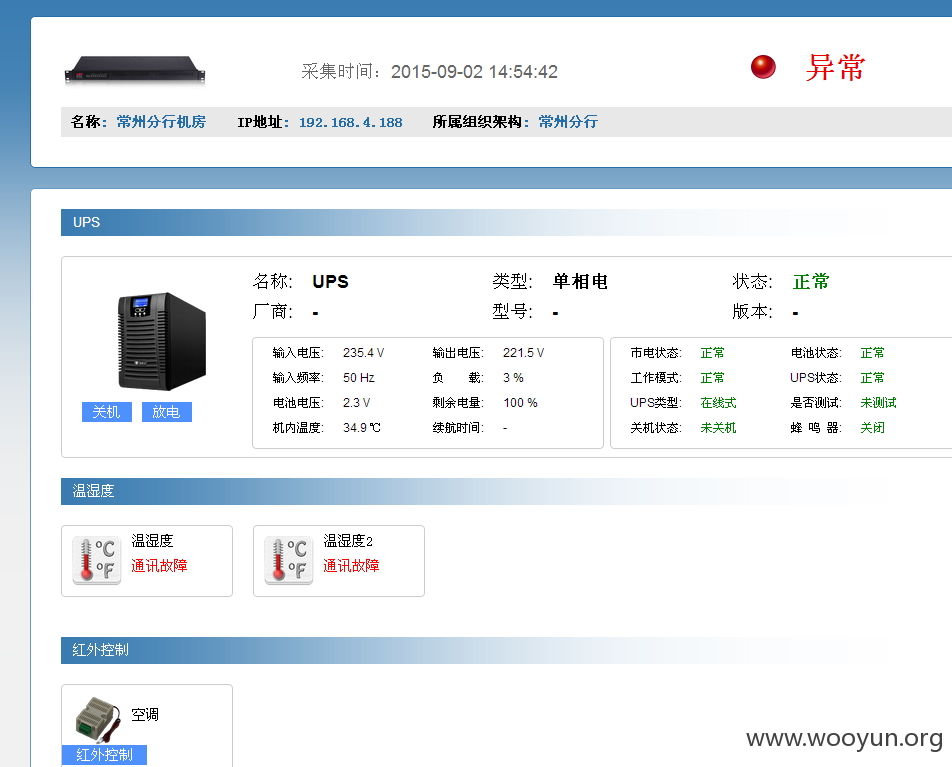 采集时间：2015-09-02 14:54:42
异常
名称：常州分行机房 IP地址：192.168.4.188 所属组织架构：常州分行
UPS
名称: UPS 类型: 单相电 状态: 正常
厂商: - 型号: - 版本: -
输入电压: 235.4 V 输出电压: 221.5 V 市电状态: 正常 电池状态: 正常
输入频率: 50 Hz 负 载: 3 % 工作模式: 正常 UPS状态: 正常
电池电压: 2.3 V 剩余电量: 100 % UPS类型: 在线式 是否测试: 未测试
机内温度: 34.9 ℃ 续航时间: - 关机状态: 未关机 蜂 鸣 器: 关闭
关机 放电
温湿度
温湿度 温湿度2
通讯故障 通讯故障
°C °C
°F °F
红外控制
空调
红外控制
www.wooyun.org